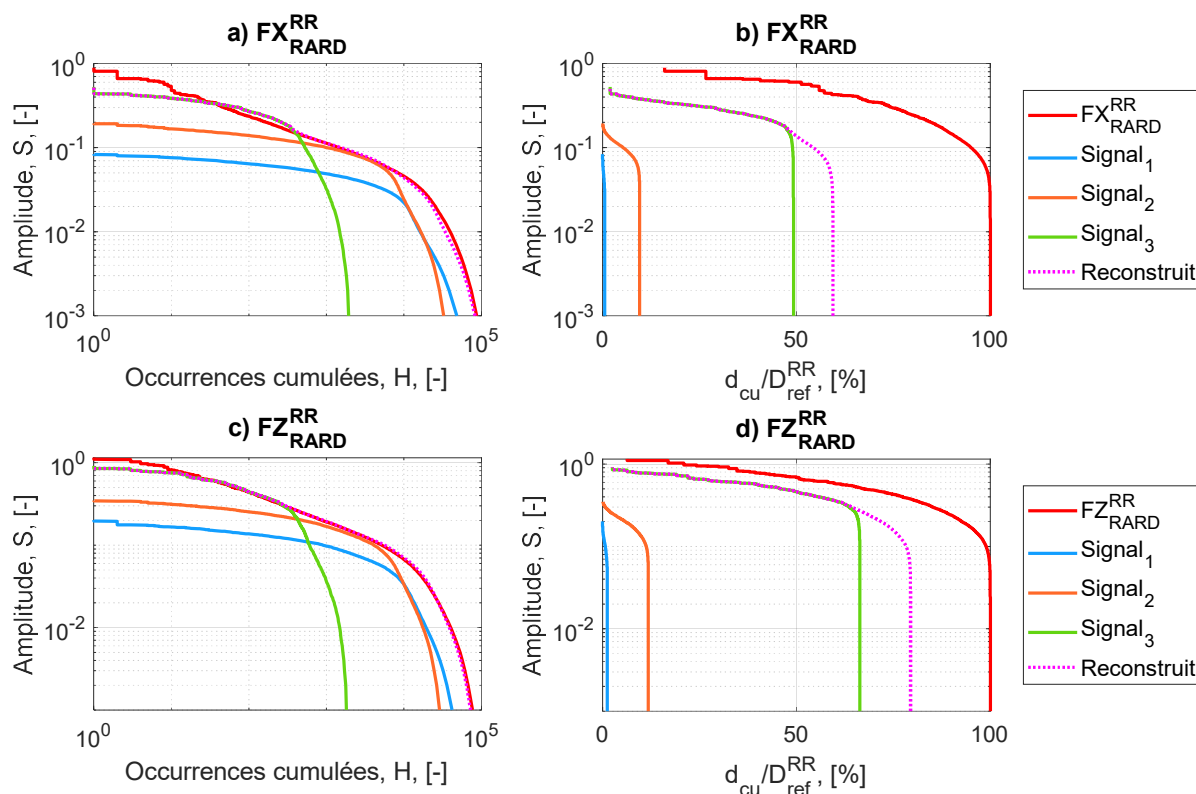 a) FX^RR_RARD
Ampliude, S, [-]
10^0
10^-1
10^-2
10^-3
10^0
10^5
Occurrences cumulées, H, [-]
b) FX^RR_RARD
Ampliude, S, [-]
10^0
10^-1
10^-2
10^-3
0
50
100
d_cu/D^RR_ref, [%]
FX^RR_RARD
Signal_1
Signal_2
Signal_3
Reconstruit
c) FZ^RR_RARD
Amplitude, S, [-]
10^0
10^-2
10^0
10^5
Occurrences cumulées, H, [-]
d) FZ^RR_RARD
Amplitude, S, [-]
10^0
10^-2
0
50
100
d_cu/D^RR_ref, [%]
FZ^RR_RARD
Signal_1
Signal_2
Signal_3
Reconstruit